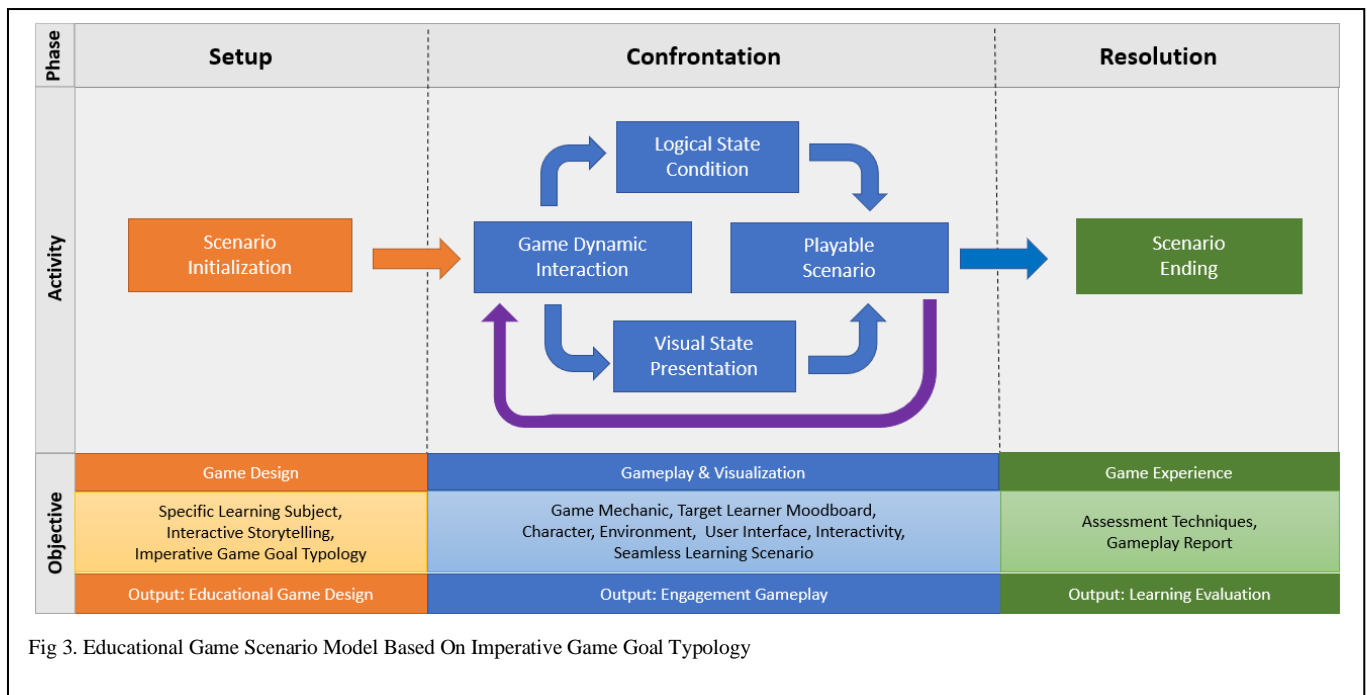 Phase
Setup
Confrontation
Resolution
Activity
Scenario
Initialization
Game Dynamic
Interaction
Logical State
Condition
Visual State
Presentation
Playable
Scenario
Scenario
Ending
Objective
Game Design
Gameplay & Visualization
Game Experience
Specific Learning Subject,
Interactive Storytelling,
Imperative Game Goal Typology
Game Mechanic, Target Learner Moodboard,
Character, Environment, User Interface, Interactivity,
Seamless Learning Scenario
Assessment Techniques,
Gameplay Report
Output: Educational Game Design
Output: Engagement Gameplay
Output: Learning Evaluation
Fig 3. Educational Game Scenario Model Based On Imperative Game Goal Typology